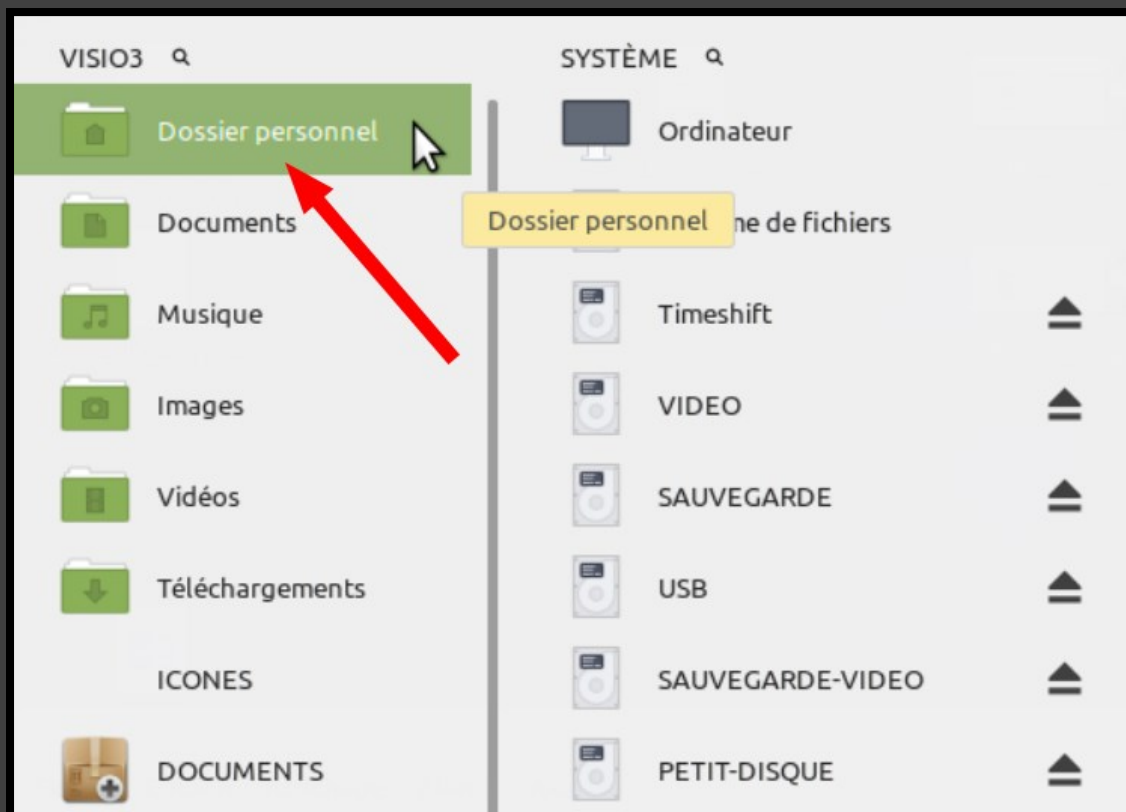 VISIO3
Dossier personnel
Documents
Musique
Images
Vidéos
Téléchargements
ICONES
DOCUMENTS
SYSTÈME
Ordinateur
Dossier personnel
de fichiers
Timeshift
VIDEO
SAUVEGARDE
USB
SAUVEGARDE-VIDEO
PETIT-DISQUE